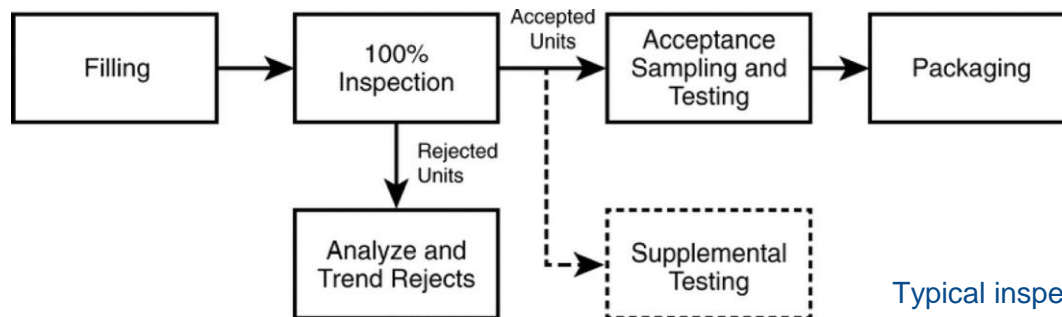 Filling
100%
Inspection
Accepted
Units
Acceptance
Sampling and
Testing
Packaging
Rejected
Units
Analyze and
Trend Rejects
Supplemental
Testing
Typical inspe